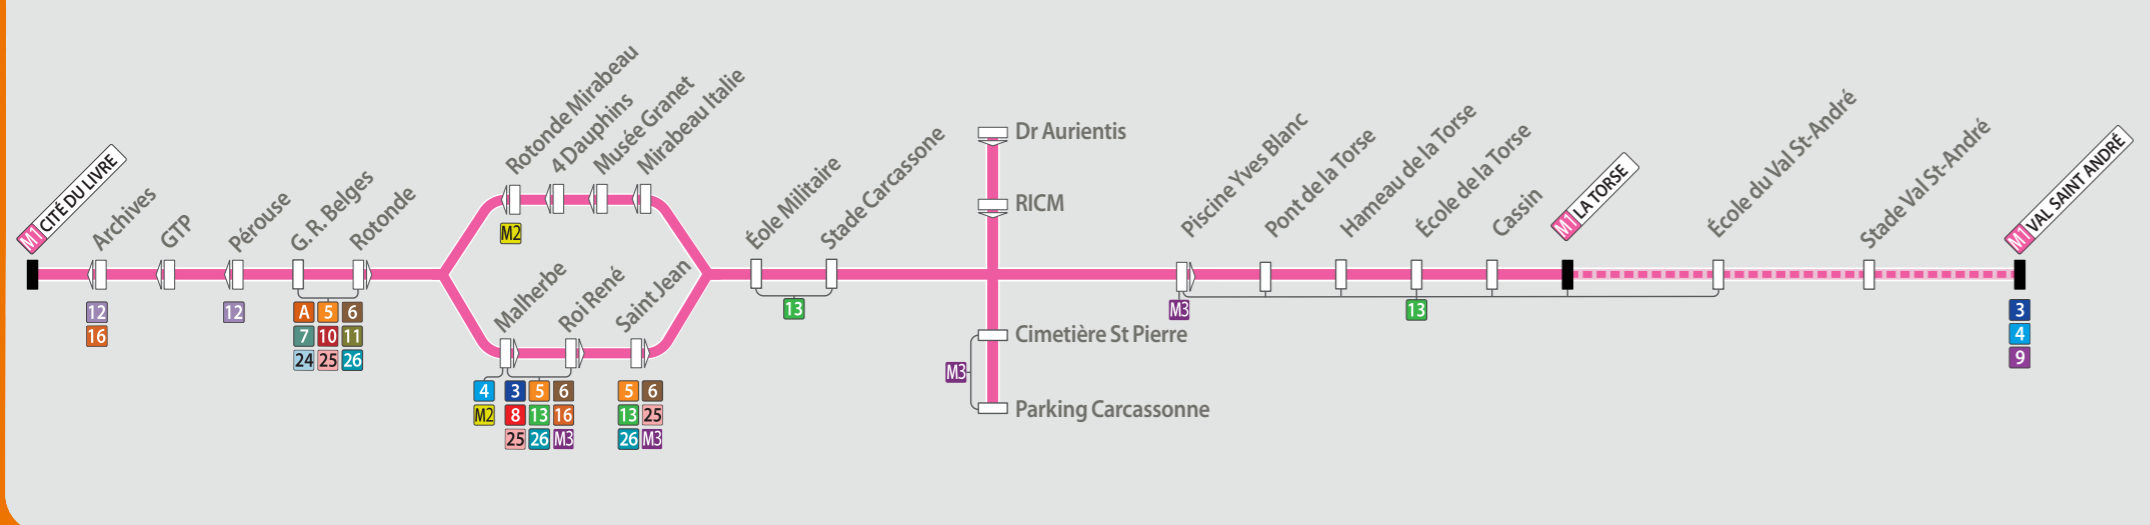 M1 CITÉ DU LIVRE
Archives
12
16
GTP
Pérouse
12
G. R. Belges
Rotonde
A 5 6
7 10 11
24 25 26
Rotonde Mirabeau
M2
4 Dauphins
Musée Granet
Mirabeau Italie
Malherbe
Roi René
Saint Jean
4
M2
3 5 6
8 13 16
25 26 M3
5 6
13 25
26 M3
Éole Militaire
Stade Carcassone
13
Dr Aurientis
RICM
Cimetière St Pierre
M3
Parking Carcassonne
Piscine Yves Blanc
M3
Pont de la Torse
Hameau de la Torse
École de la Torse
13
Cassin
M1 LA TORSE
École du Val St-André
Stade Val St-André
M1 VAL SAINT ANDRÉ
3
4
9